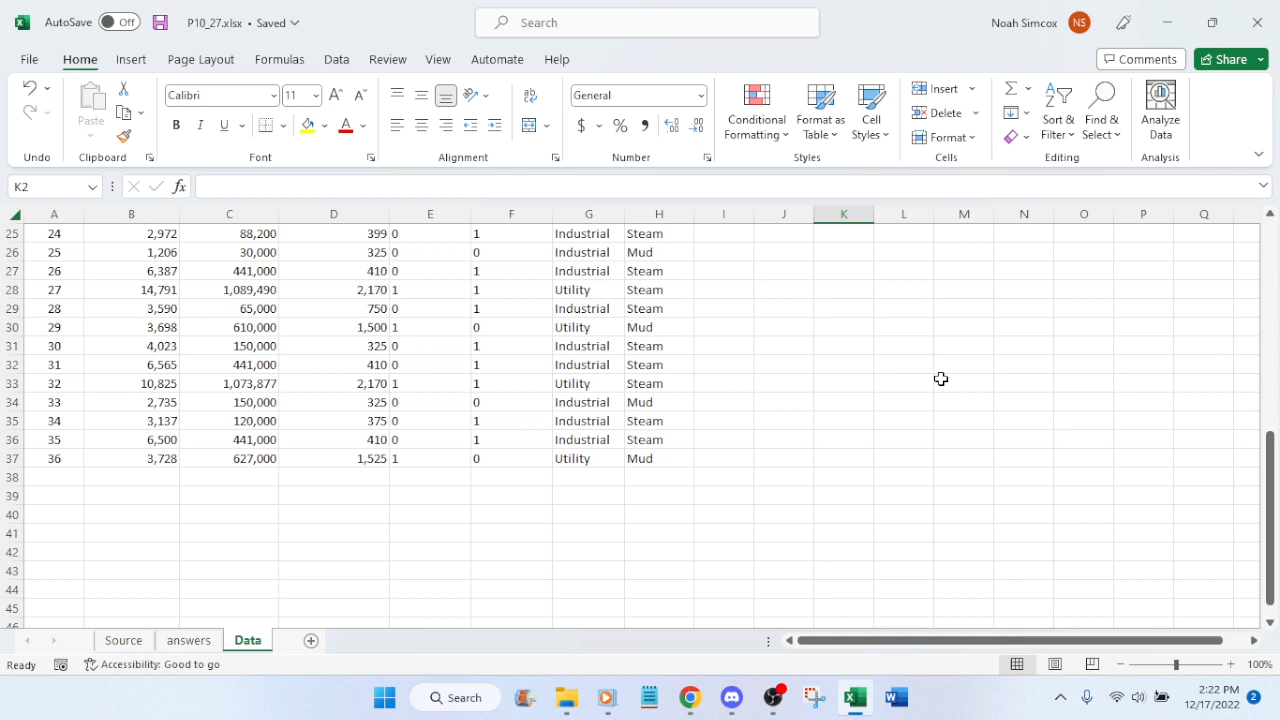 AutoSave Off P10_27.xlsx • Saved Search Noah Simcox NS
File Home Insert Page Layout Formulas Data Review View Automate Help Comments Share
Calibri 11 General Insert
Paste B I U A $ % Conditional Formatting Format as Table Cell Styles Delete Sort & Filter Find & Select Analyze Data
Format
Undo Clipboard Font Alignment Number Styles Cells Editing Analysis
K2 fx
A B C D E F G H I J K L M N O P Q
25 24 2,972 88,200 399 0 1 Industrial Steam
26 25 1,206 30,000 325 0 0 Industrial Mud
27 26 6,387 441,000 410 0 1 Industrial Steam
28 27 14,791 1,089,490 2,170 1 1 Utility Steam
29 28 3,590 65,000 750 0 1 Industrial Steam
30 29 3,698 610,000 1,500 1 0 Utility Mud
31 30 4,023 150,000 325 0 1 Industrial Steam
32 31 6,565 441,000 410 0 1 Industrial Steam
33 32 10,825 1,073,877 2,170 1 1 Utility Steam
34 33 2,735 150,000 325 0 0 Industrial Mud
35 34 3,137 120,000 375 0 1 Industrial Steam
36 35 6,500 441,000 410 0 1 Industrial Steam
37 36 3,728 627,000 1,525 1 0 Utility Mud
38
39
40
41
42
43
44
45
46
Source answers Data
Ready Accessibility: Good to go 100%
Search 2:22 PM
12/17/2022 2